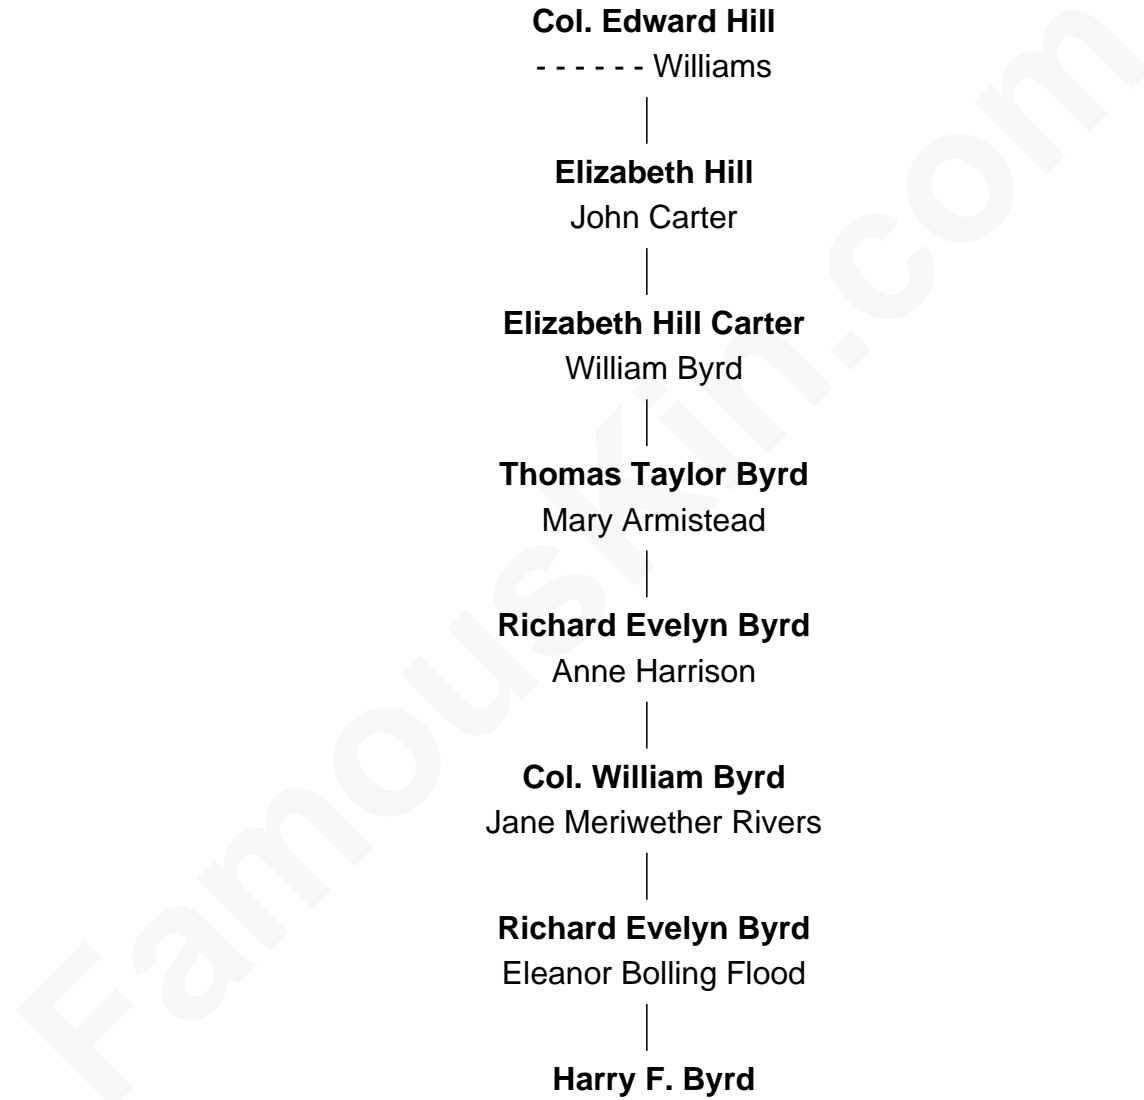 Col. Edward Hill
- - - - - - Williams
Elizabeth Hill
John Carter
Elizabeth Hill Carter
William Byrd
Thomas Taylor Byrd
Mary Armistead
Richard Evelyn Byrd
Anne Harrison
Col. William Byrd
Jane Meriwether Rivers
Richard Evelyn Byrd
Eleanor Bolling Flood
Harry F. Byrd
FamousKin.com